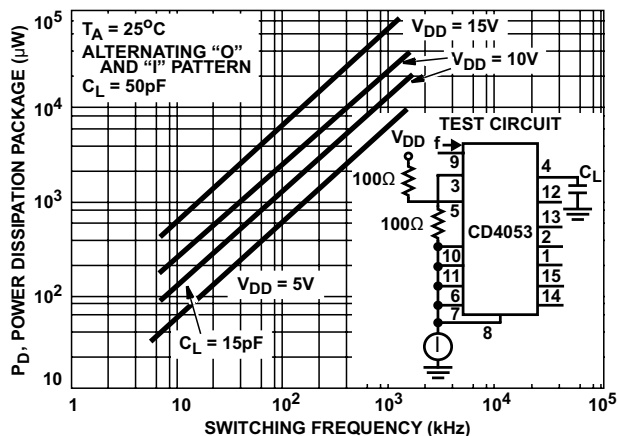 P_D, POWER DISSIPATION PACKAGE (µW)
10⁵
10⁴
10³
10²
10
1
10
10²
10³
10⁴
10⁵
SWITCHING FREQUENCY (kHz)
T_A = 25°C
ALTERNATING “O”
AND “I” PATTERN
C_L = 50pF
V_DD = 15V
V_DD = 10V
V_DD = 5V
C_L = 15pF
TEST CIRCUIT
V_DD
f
100Ω
100Ω
9
3
5
10
11
6
7
8
CD4053
4
12
13
2
1
15
14
C_L
I